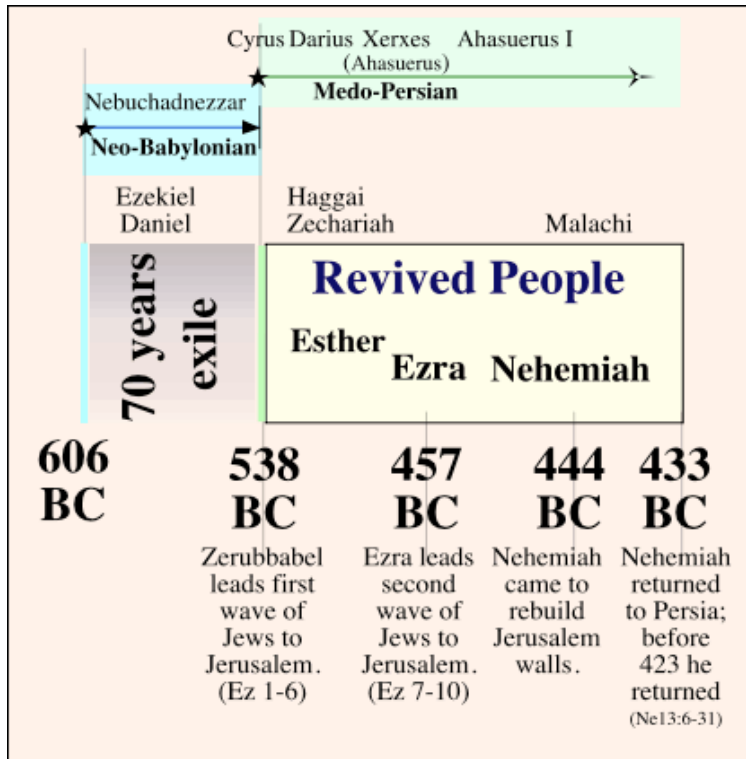 Cyrus Darius Xerxes Ahasuerus I
(Ahasuerus)
Medo-Persian
Nebuchadnezzar
Neo-Babylonian
Ezekiel
Daniel
Haggai
Zechariah
Malachi
70 years
exile
Revived People
Esther
Ezra
Nehemiah
606
BC
538
BC
Zerubbabel
leads first
wave of
Jews to
Jerusalem.
(Ez 1-6)
457
BC
Ezra leads
second
wave of
Jews to
Jerusalem.
(Ez 7-10)
444
BC
Nehemiah
came to
rebuild
Jerusalem
walls.
433
BC
Nehemiah
returned
to Persia;
before
423 he
returned
(Ne13:6-31)